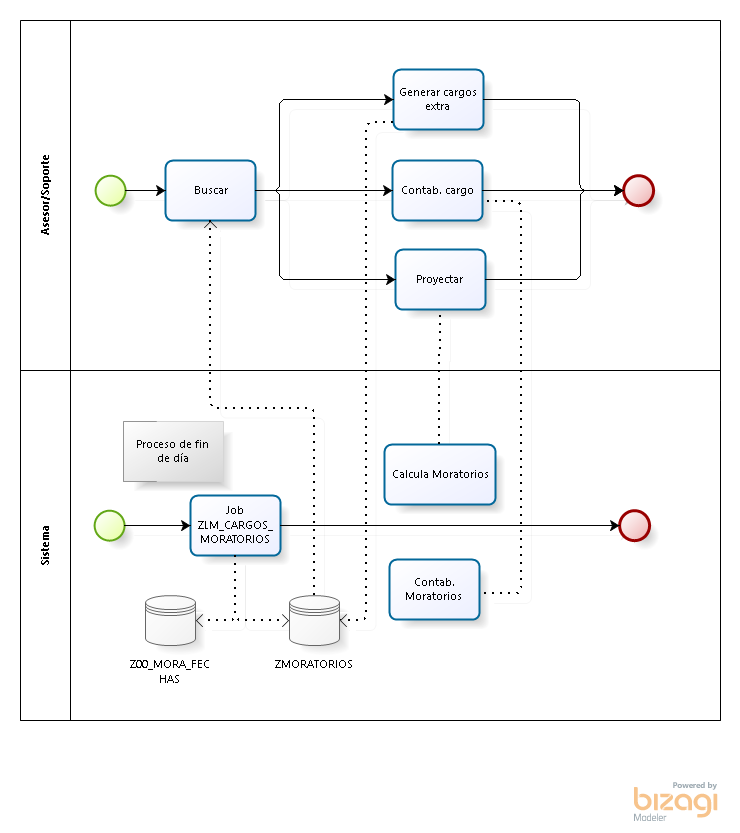 Asesor/Soporte
Generar cargos
extra
Buscar
Contab. cargo
Proyectar
Sistema
Proceso de fin
de día
Calcula Moratorios
Job
ZLM_CARGOS_
MORATORIOS
Contab.
Moratorios
Z00_MORA_FEC
HAS
ZMORATORIOS
Powered by
bizagi
Modeler